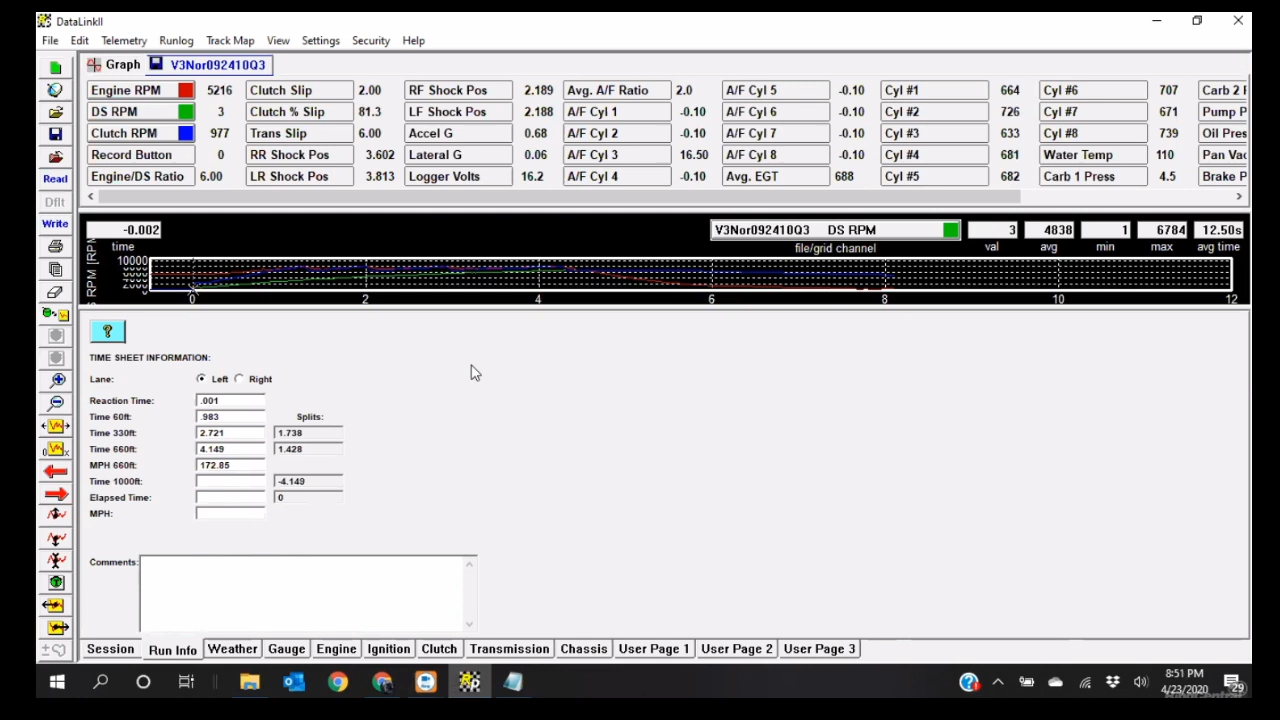 DataLinkII
File Edit Telemetry Runlog Track Map View Settings Security Help
Graph V3Nor092410Q3
Engine RPM 5216 Clutch Slip 2.00 RF Shock Pos 2.189 Avg. A/F Ratio 2.0 A/F Cyl 5 -0.10 Cyl #1 664 Cyl #6 707 Carb 2
DS RPM 3 Clutch % Slip 81.3 LF Shock Pos 2.188 A/F Cyl 1 -0.10 A/F Cyl 6 -0.10 Cyl #2 726 Cyl #7 671 Pump
Clutch RPM 977 Trans Slip 6.00 Accel G 0.68 A/F Cyl 2 -0.10 A/F Cyl 7 -0.10 Cyl #3 633 Cyl #8 739 Oil
Record Button 0 RR Shock Pos 3.602 Lateral G 0.06 A/F Cyl 3 16.50 A/F Cyl 8 -0.10 Cyl #4 681 Water Temp 110 Pan
Engine/DS Ratio 6.00 LR Shock Pos 3.813 Logger Volts 16.2 A/F Cyl 4 -0.10 Avg. EGT 688 Cyl #5 682 Carb 1 Press 4.5 Brake
Read
Dflt
Write
-0.002 V3Nor092410Q3 DS RPM 3 4838 1 6784 12.50s
time file/grid channel val avg min max avg time
10000
0 2 4 6 8 10 12
?
TIME SHEET INFORMATION:
Lane: Left Right
Reaction Time: .001
Time 60ft: .983 Splits:
Time 330ft: 2.721 1.738
Time 660ft: 4.149 1.428
MPH 660ft: 172.85
Time 1000ft: -4.149
Elapsed Time: 0
MPH:
Comments:
Session Run Info Weather Gauge Engine Ignition Clutch Transmission Chassis User Page 1 User Page 2 User Page 3
8:51 PM
4/23/2020
29